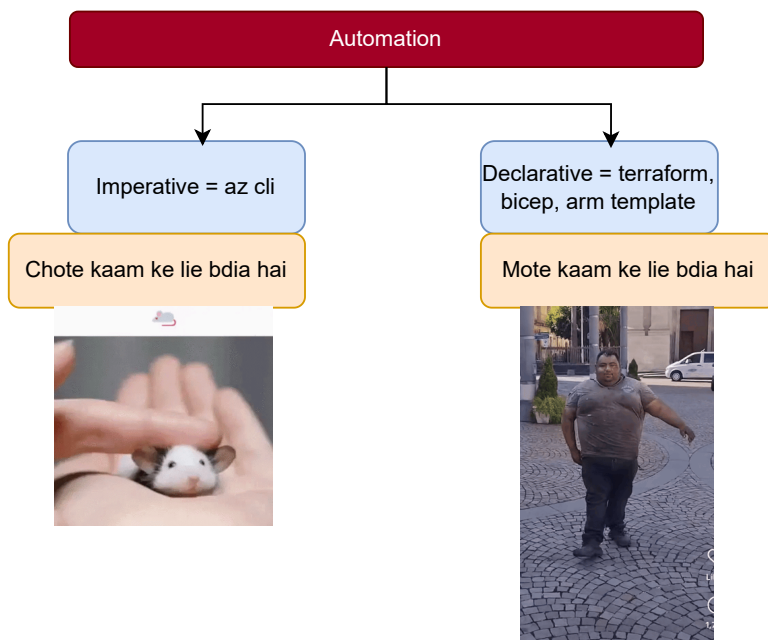 Automation
Imperative = az cli
Declarative = terraform,
bicep, arm template
Chote kaam ke lie bdia hai
Mote kaam ke lie bdia hai